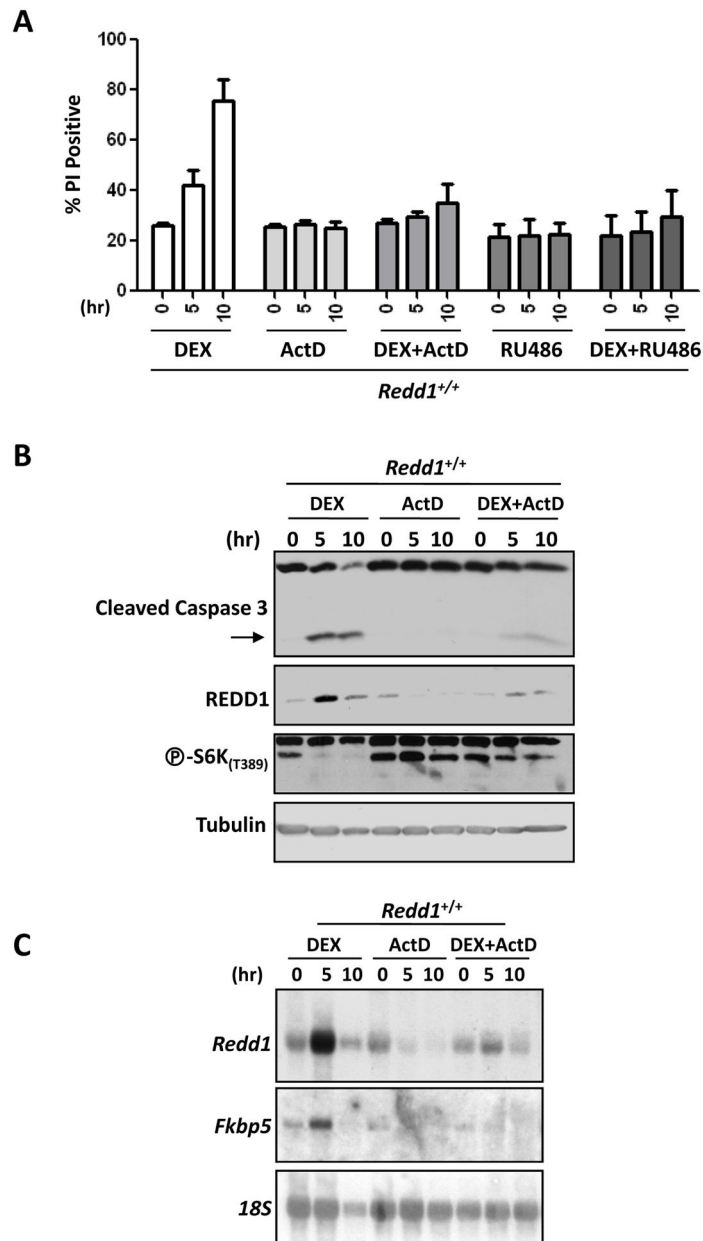 A
% PI Positive
100
80
60
40
20
0
(hr) 0 5 10 0 5 10 0 5 10 0 5 10 0 5 10
DEX ActD DEX+ActD RU486 DEX+RU486
Redd1+/+
B
Redd1+/+
DEX ActD DEX+ActD
(hr) 0 5 10 0 5 10 0 5 10
Cleaved Caspase 3
REDD1
Ⓟ-S6K(T389)
Tubulin
C
Redd1+/+
DEX ActD DEX+ActD
(hr) 0 5 10 0 5 10 0 5 10
Redd1
Fkbp5
18S